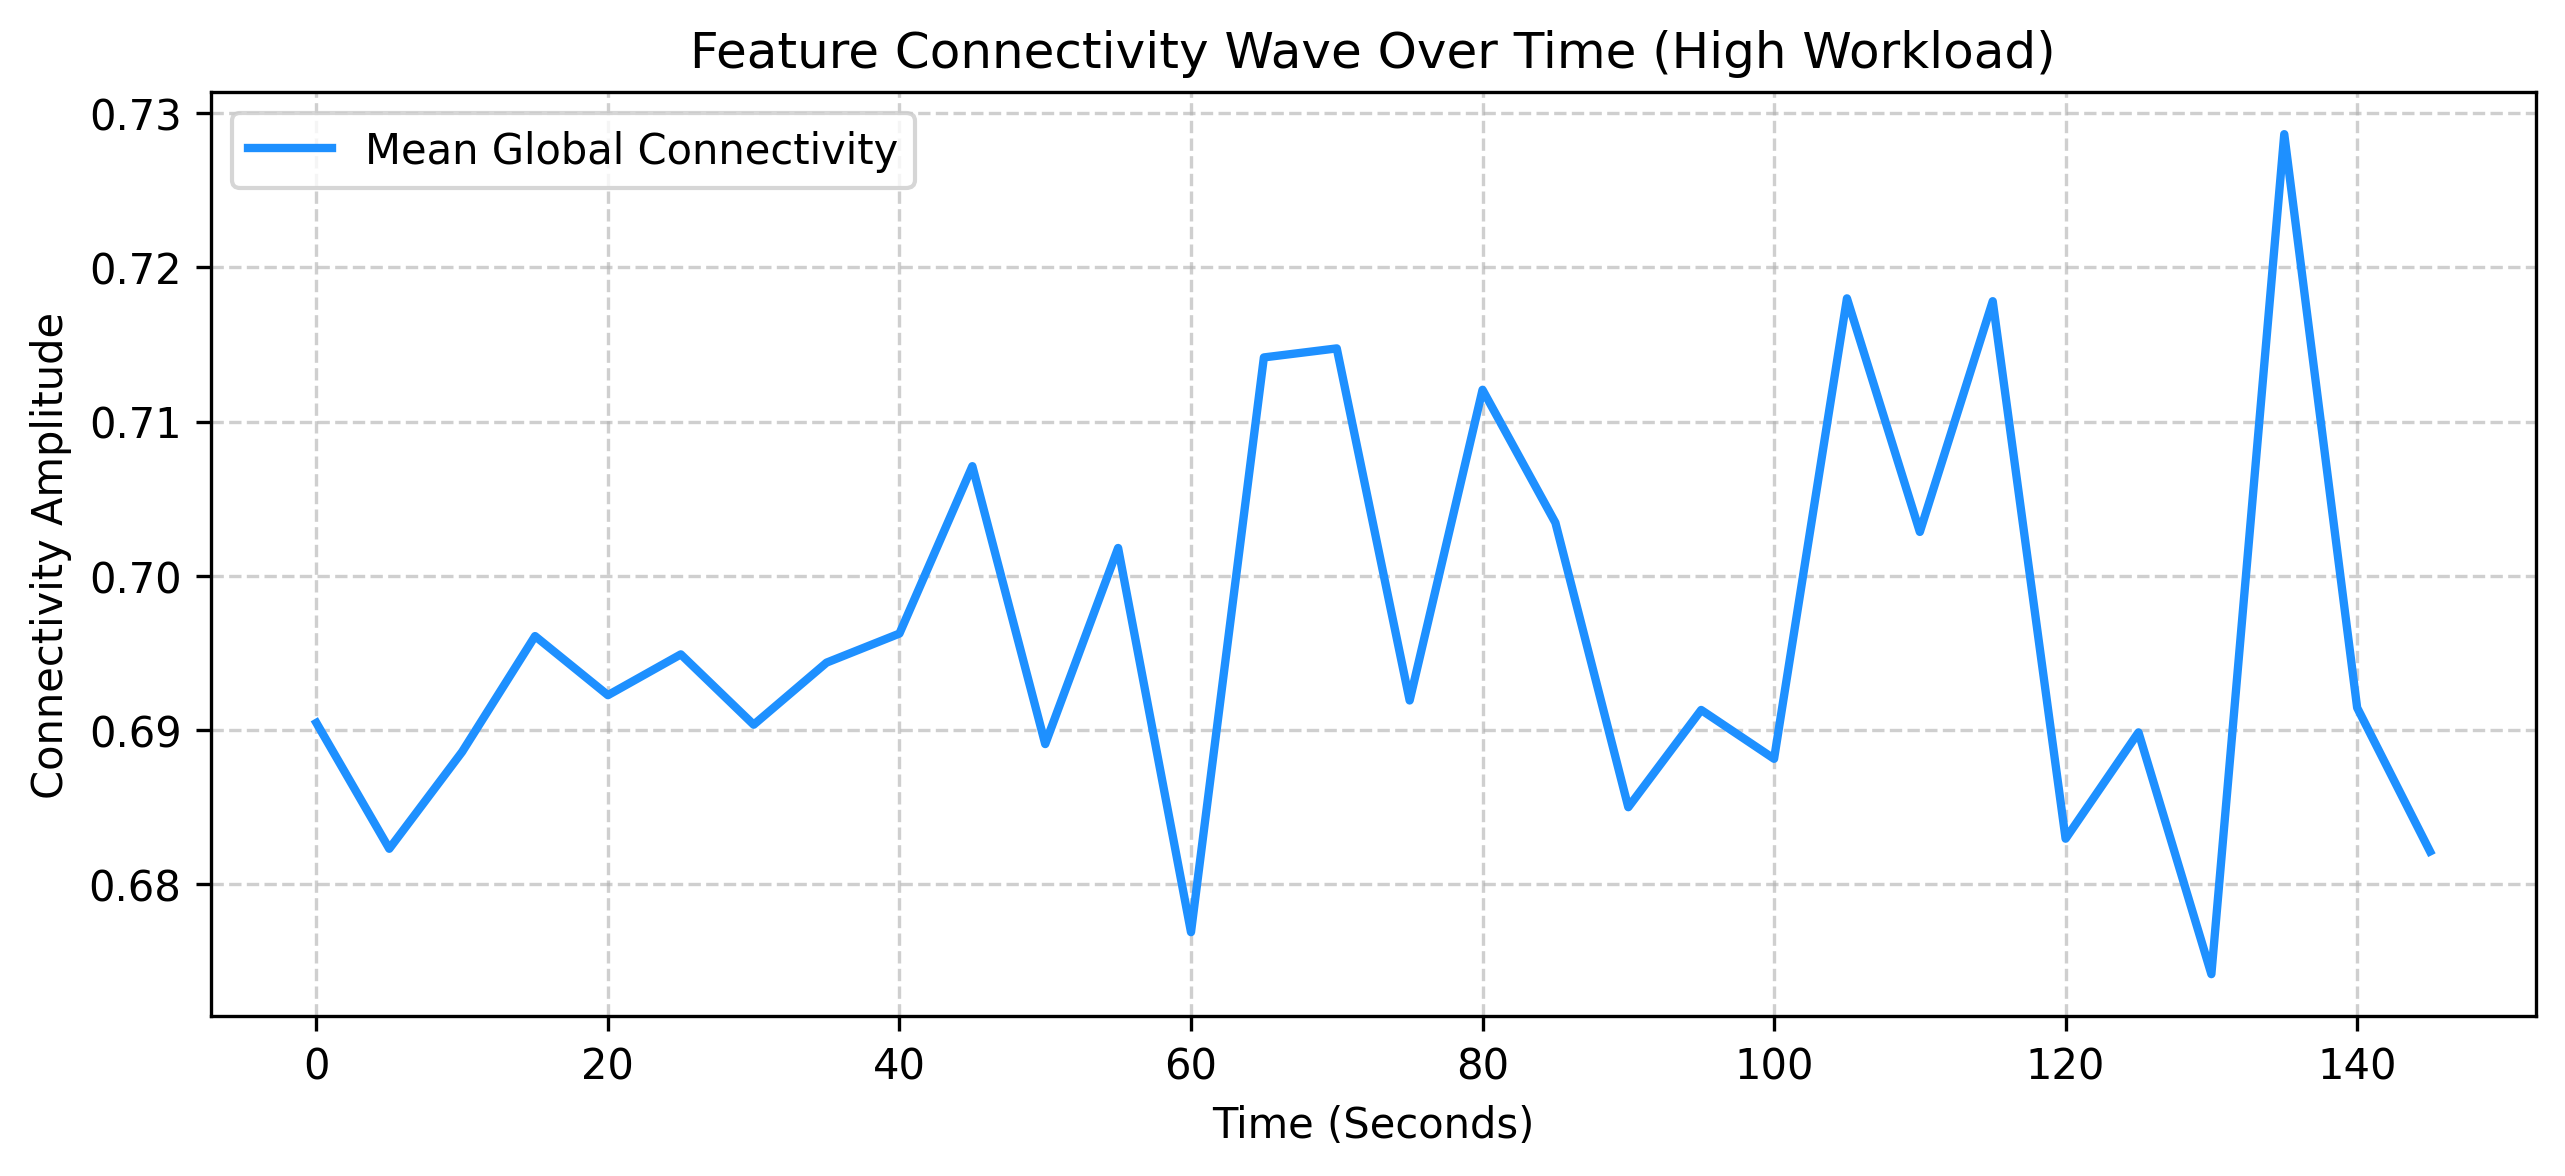 Feature Connectivity Wave Over Time (High Workload)
Mean Global Connectivity
Connectivity Amplitude
0.73
0.72
0.71
0.70
0.69
0.68
0 20 40 60 80 100 120 140
Time (Seconds)